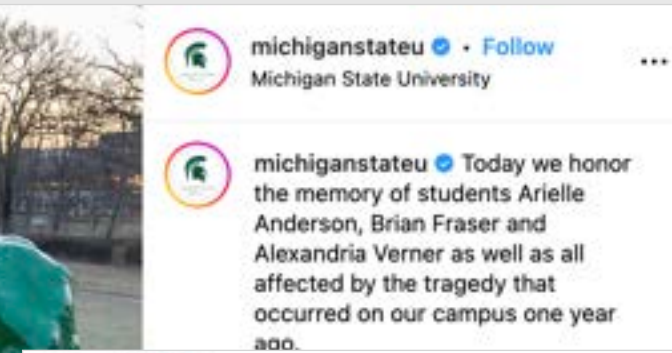 michiganstateu • Follow
Michigan State University
michiganstateu Today we honor
the memory of students Arielle
Anderson, Brian Fraser and
Alexandria Verner as well as all
affected by the tragedy that
occurred on our campus one year
ago.